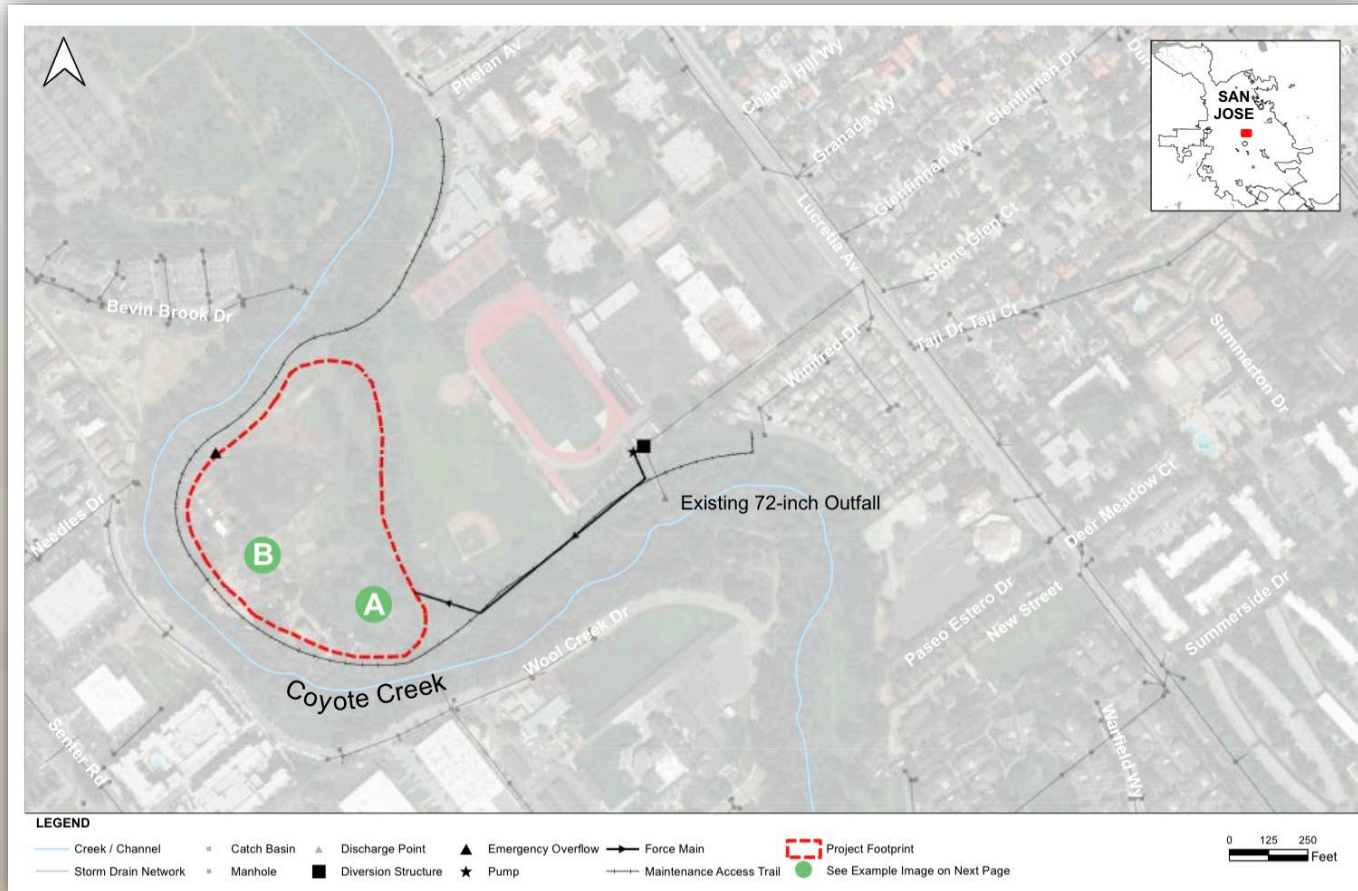 Phelan Av
Chapel Hill Wy
Granada Wy
Glenfinnan Dr
Glenfinnan Wy
Lucretia Av
Stone Glen Ct
SAN
JOSE
Bevin Brook Dr
Taji Dr Taji Ct
Winfred Dr
Summerton Dr
Existing 72-inch Outfall
Needles Dr
B
A
Deer Meadow Ct
Paseo Estero Dr
New Street
Summerside Dr
Wool Creek Dr
Coyote Creek
Senter Rd
Warfield Wy
LEGEND
Creek / Channel
Storm Drain Network
Catch Basin
Manhole
Discharge Point
Diversion Structure
Emergency Overflow
Pump
Force Main
Maintenance Access Trail
Project Footprint
See Example Image on Next Page
0 125 250
Feet